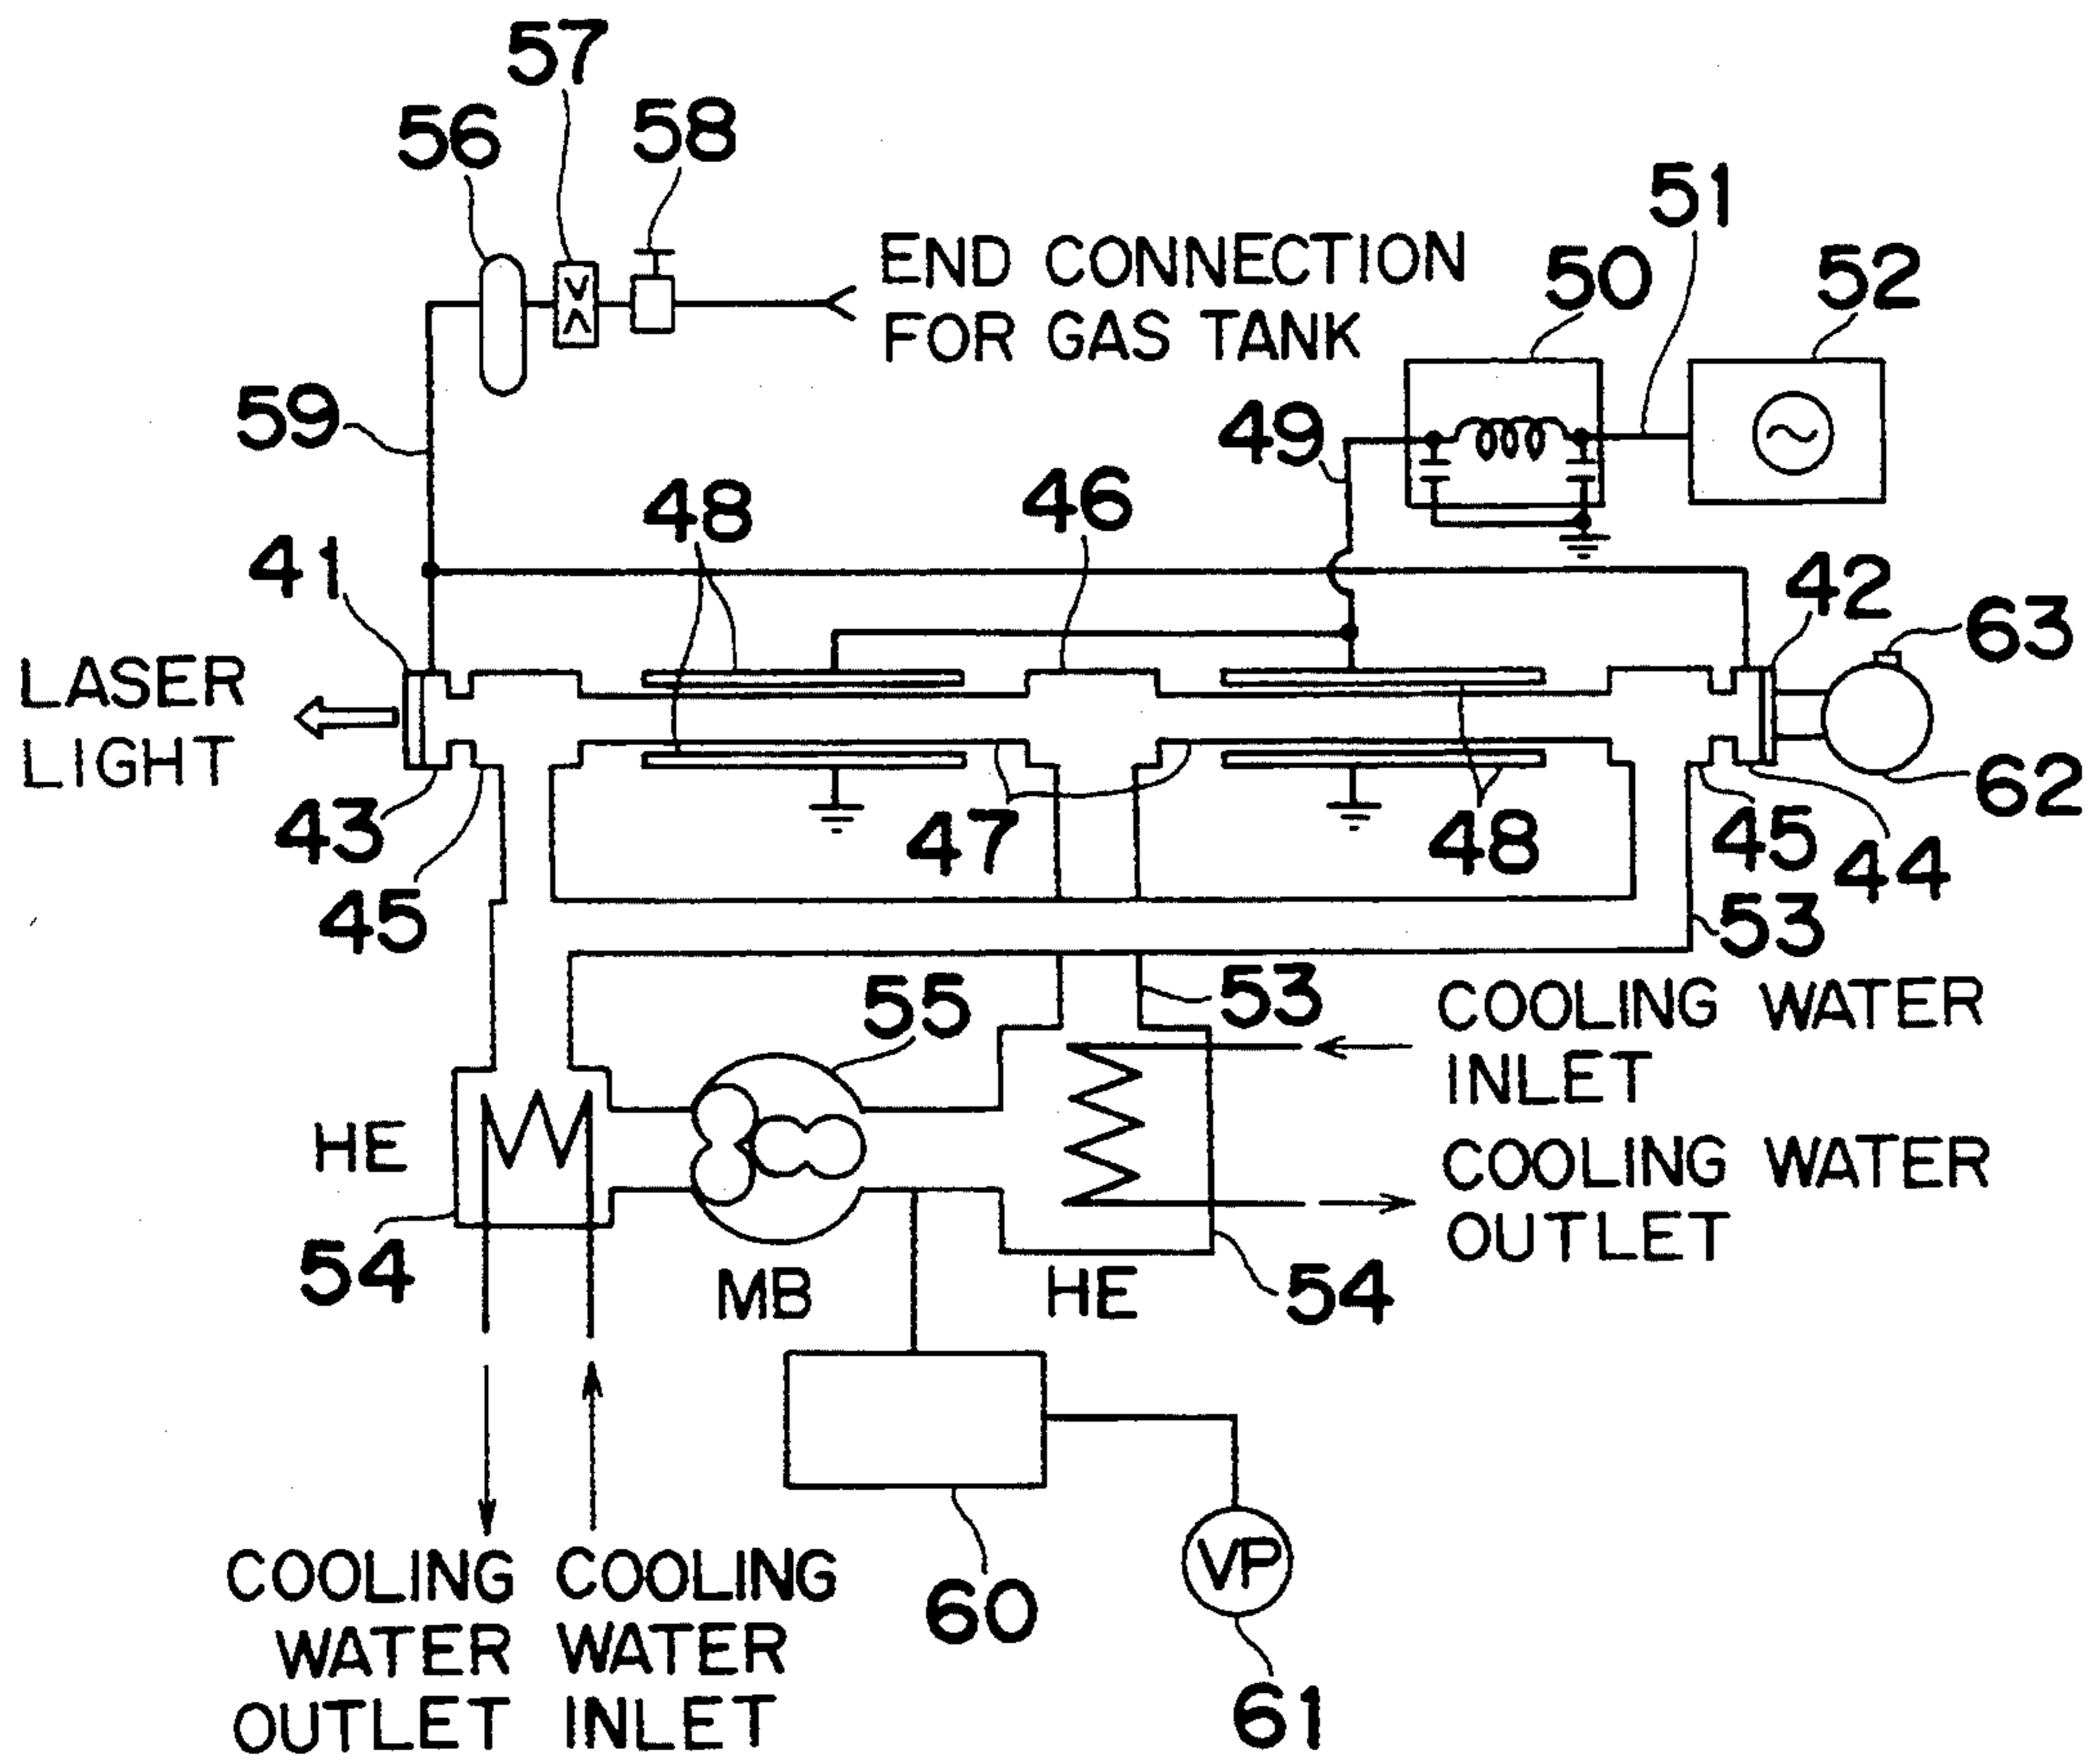 57
56
58
51
END CONNECTION
FOR GAS TANK
50
52
59
49
48
46
41
42
63
LASER
LIGHT
62
43
47
48
45
44
45
53
55
53
COOLING WATER
INLET
HE
COOLING WATER
OUTLET
54
MB
HE
54
COOLING
WATER
OUTLET
COOLING
WATER
INLET
60
VP
61